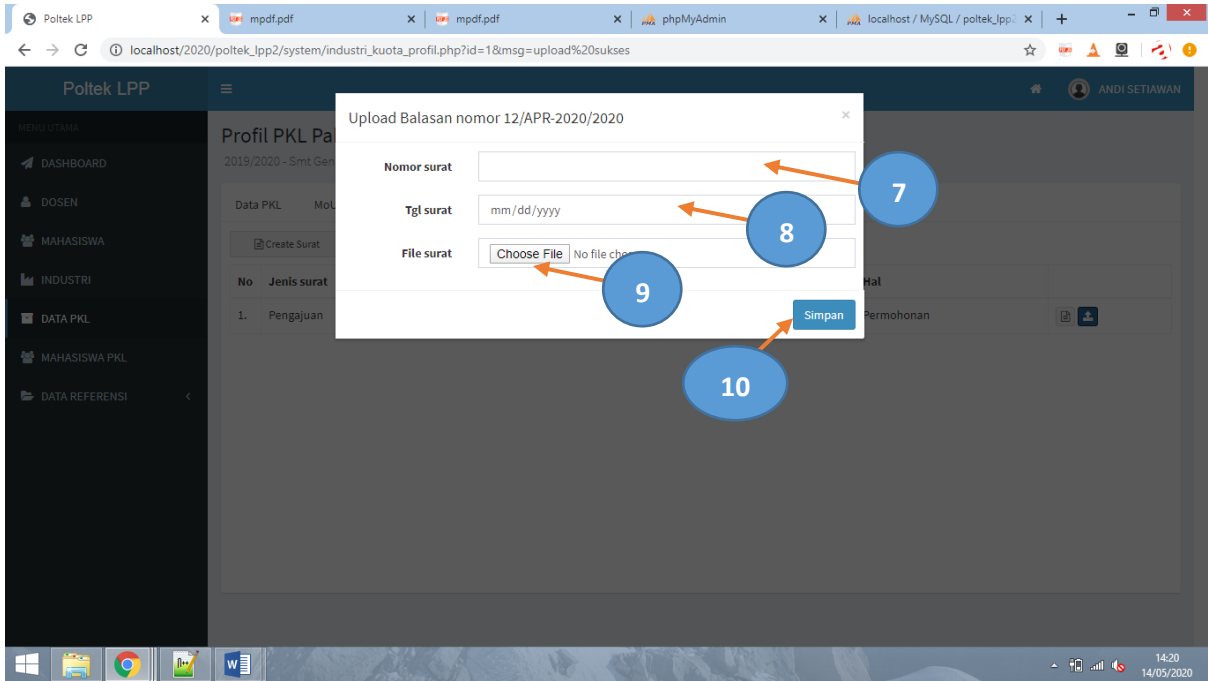 Poltek LPP
mpdf.pdf
mpdf.pdf
phpMyAdmin
localhost / MySQL / poltek_lpp2
localhost/2020/poltek_lpp2/system/industri_kuota_profil.php?id=1&msg=upload%20sukses
Poltek LPP
ANDI SETIAWAN
MENU UTAMA
DASHBOARD
DOSEN
MAHASISWA
INDUSTRI
DATA PKL
MAHASISWA PKL
DATA REFERENSI
Profil PKL
2019/2020 - Smt
Data PKL
Create Surat
No Jenis surat Hal
1. Pengajuan Permohonan
Upload Balasan nomor 12/APR-2020/2020 ×
Nomor surat
7
Tgl surat mm/dd/yyyy
8
File surat Choose File No file
9
Simpan
10
14:20
14/05/2020